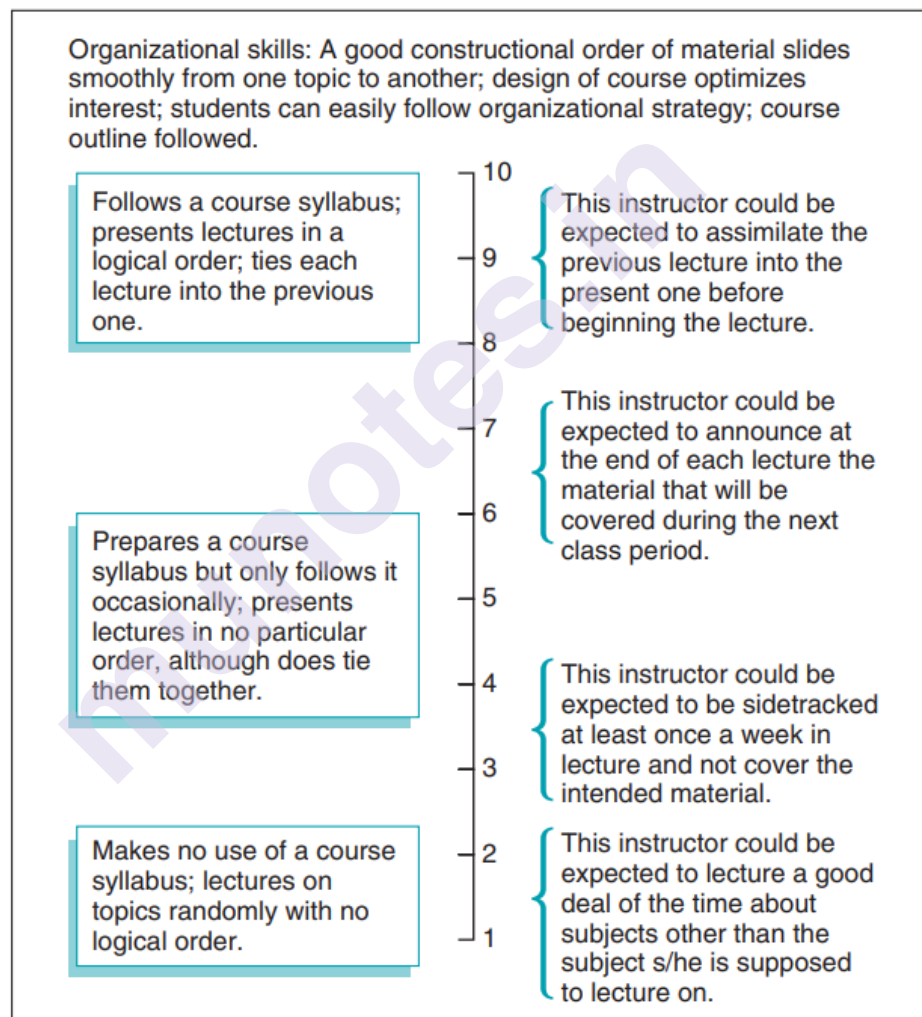 Organizational skills: A good constructional order of material slides
smoothly from one topic to another; design of course optimizes
interest; students can easily follow organizational strategy; course
outline followed.
Follows a course syllabus;
presents lectures in a
logical order; ties each
lecture into the previous
one.
Prepares a course
syllabus but only follows it
occasionally; presents
lectures in no particular
order, although does tie
them together.
Makes no use of a course
syllabus; lectures on
topics randomly with no
logical order.
10
9
8
7
6
5
4
3
2
1
This instructor could be
expected to assimilate the
previous lecture into the
present one before
beginning the lecture.
This instructor could be
expected to announce at
the end of each lecture the
material that will be
covered during the next
class period.
This instructor could be
expected to be sidetracked
at least once a week in
lecture and not cover the
intended material.
This instructor could be
expected to lecture a good
deal of the time about
subjects other than the
subject s/he is supposed
to lecture on.
munotes.in